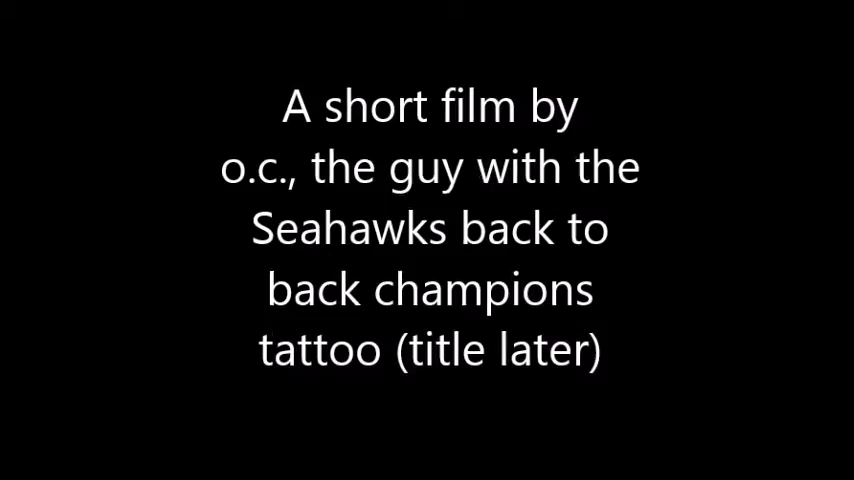 A short film by
o.c., the guy with the
Seahawks back to
back champions
tattoo (title later)